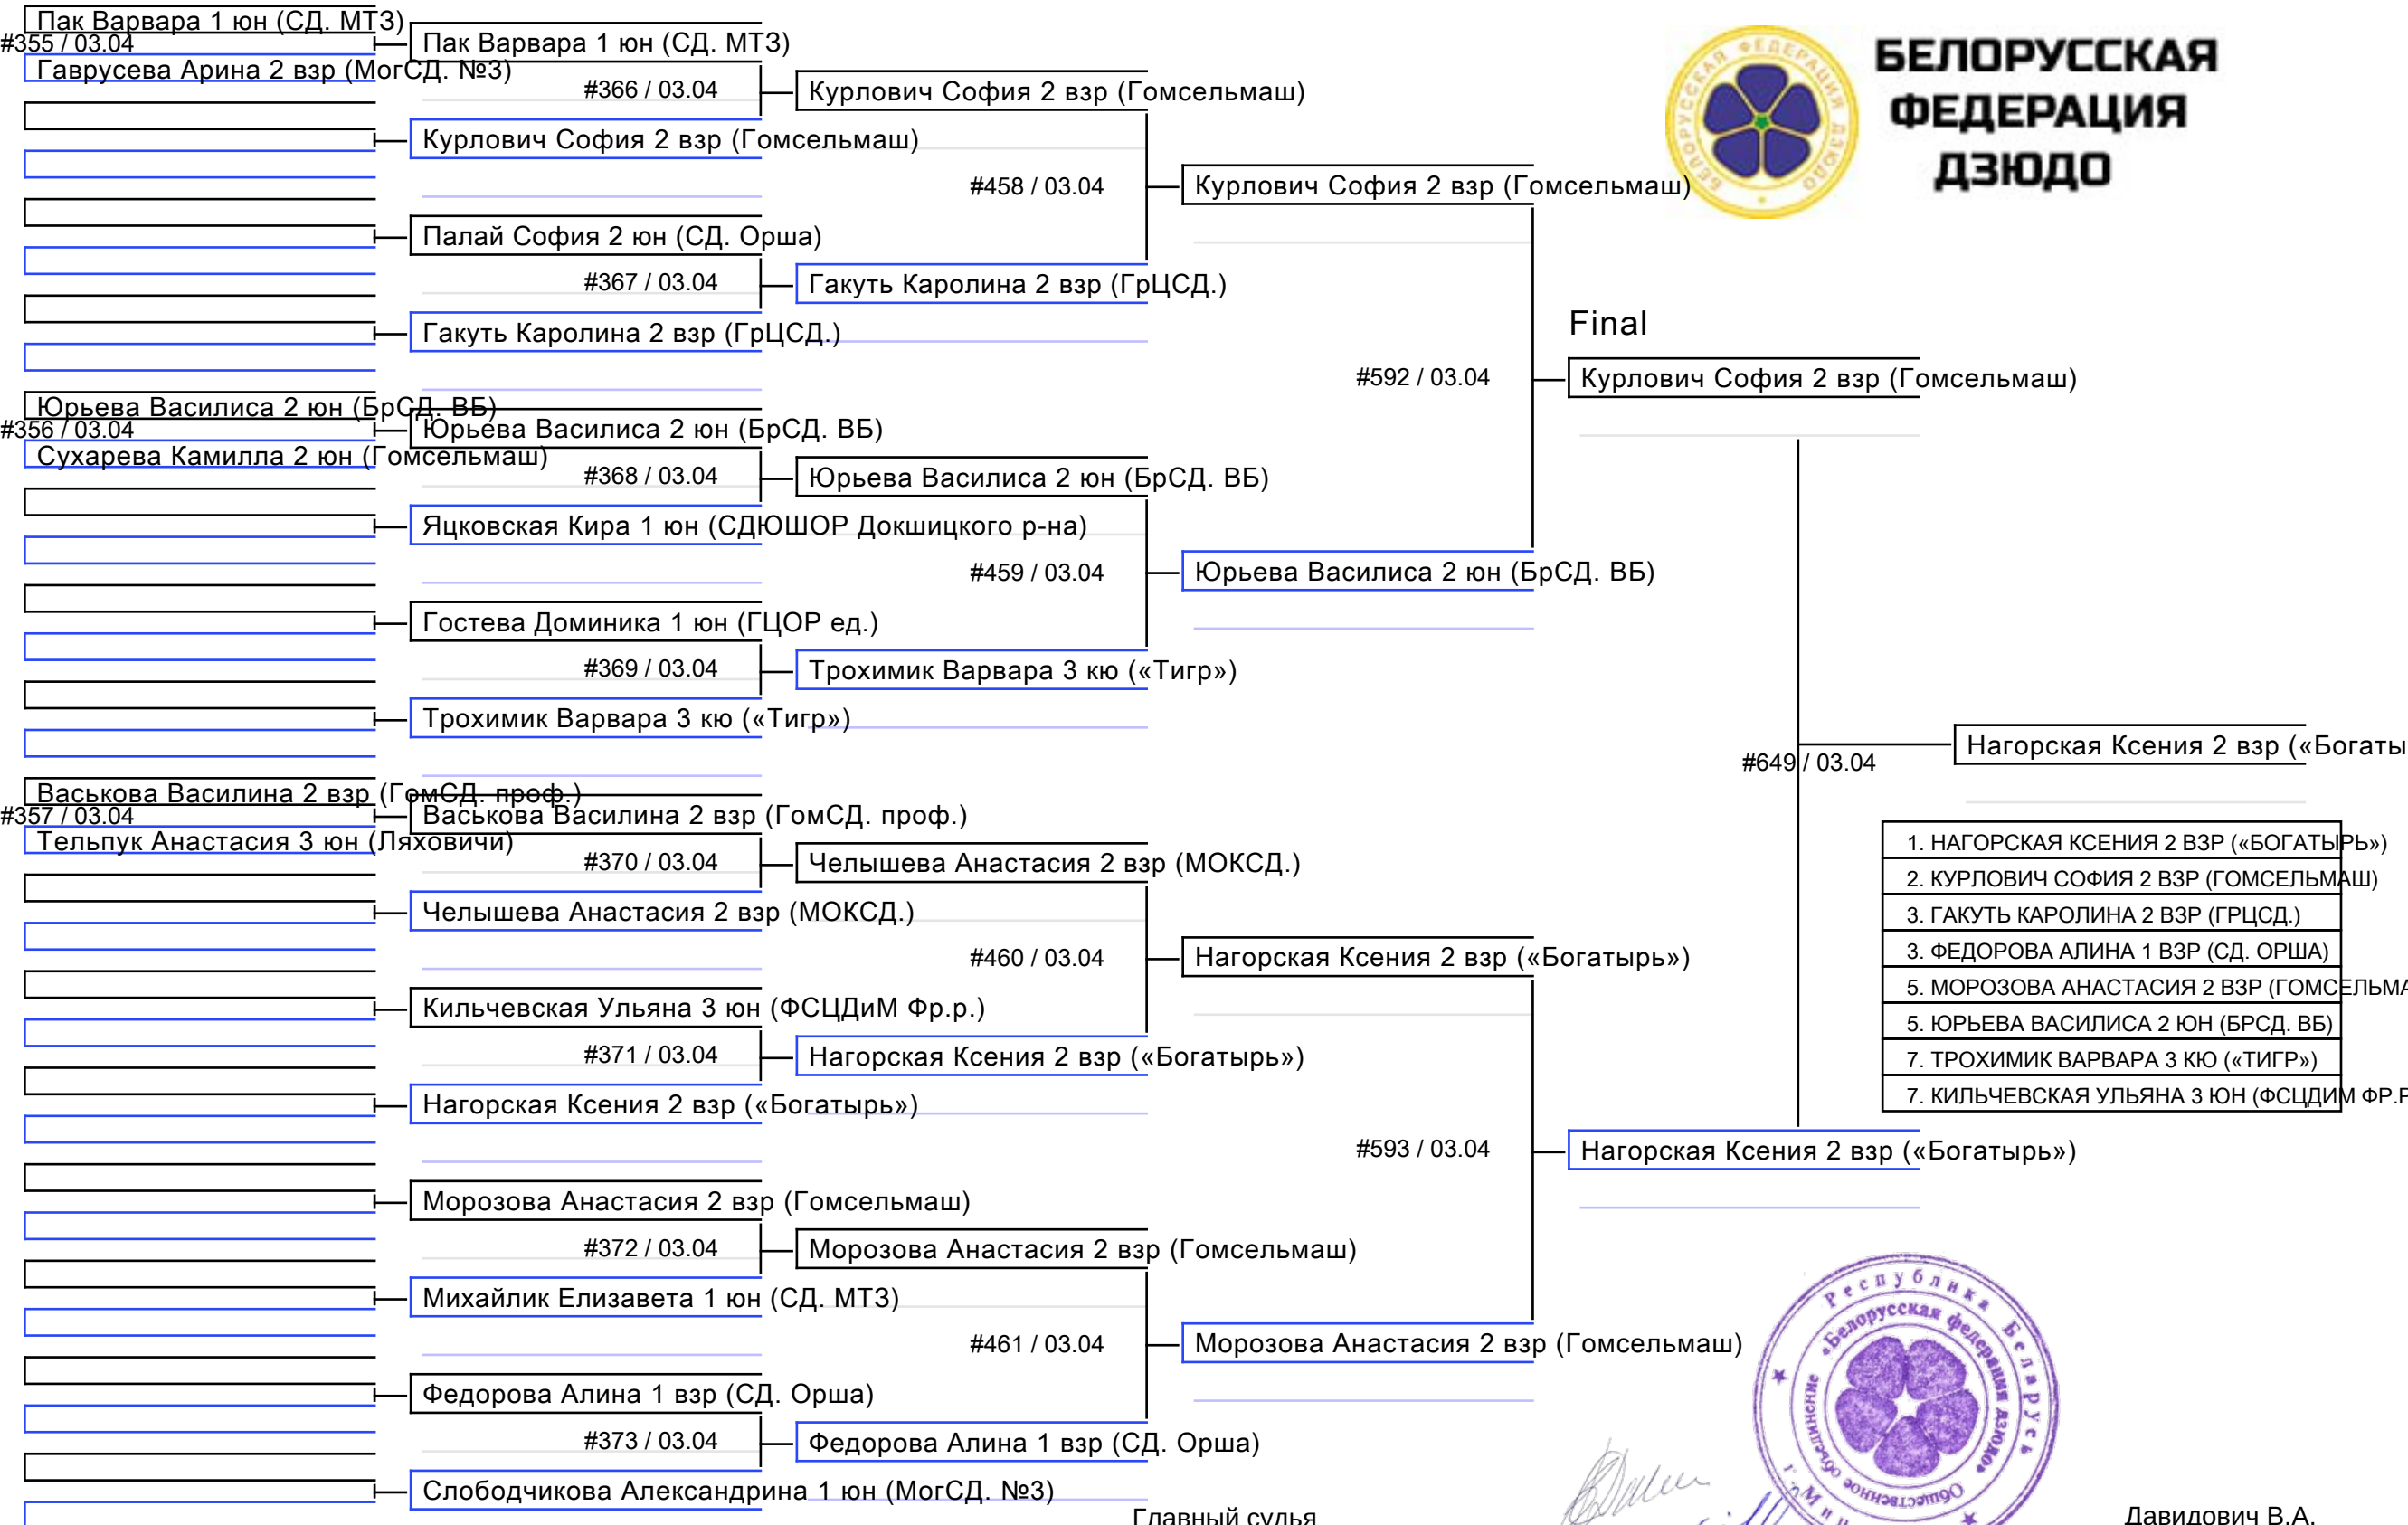 Пак Варвара 1 юн (СД. МТЗ)
#355 / 03.04
Гаврусева Арина 2 взр (МогСД. №3)
Юрьева Василиса 2 юн (БрСД. ВБ)
#356 / 03.04
Сухарева Камилла 2 юн (Гомсельмаш)
Васькова Василина 2 взр (ГомСД. проф.)
#357 / 03.04
Тельпук Анастасия 3 юн (Ляховичи)
Пак Варвара 1 юн (СД. МТЗ)
#366 / 03.04
Курлович София 2 взр (Гомсельмаш)
Палай София 2 юн (СД. Орша)
#367 / 03.04
Гакуть Каролина 2 взр (ГрЦСД.)
Юрьева Василиса 2 юн (БрСД. ВБ)
#368 / 03.04
Яцковская Кира 1 юн (СДЮШОР Докшицкого р-на)
Гостева Доминика 1 юн (ГЦОР ед.)
#369 / 03.04
Трохимик Варвара 3 кю («Тигр»)
Васькова Василина 2 взр (ГомСД. проф.)
#370 / 03.04
Челышева Анастасия 2 взр (МОКСД.)
Кильчевская Ульяна 3 юн (ФСЦДиМ Фр.р.)
#371 / 03.04
Нагорская Ксения 2 взр («Богатырь»)
Морозова Анастасия 2 взр (Гомсельмаш)
#372 / 03.04
Михайлик Елизавета 1 юн (СД. МТЗ)
Федорова Алина 1 взр (СД. Орша)
#373 / 03.04
Слободчикова Александрина 1 юн (МогСД. №3)
Курлович София 2 взр (Гомсельмаш)
#458 / 03.04
Гакуть Каролина 2 взр (ГрЦСД.)
Юрьева Василиса 2 юн (БрСД. ВБ)
#459 / 03.04
Трохимик Варвара 3 кю («Тигр»)
Челышева Анастасия 2 взр (МОКСД.)
#460 / 03.04
Нагорская Ксения 2 взр («Богатырь»)
Морозова Анастасия 2 взр (Гомсельмаш)
#461 / 03.04
Федорова Алина 1 взр (СД. Орша)
Курлович София 2 взр (Гомсельмаш)
#592 / 03.04
Юрьева Василиса 2 юн (БрСД. ВБ)
Нагорская Ксения 2 взр («Богатырь»)
#593 / 03.04
Морозова Анастасия 2 взр (Гомсельмаш)
Final
Курлович София 2 взр (Гомсельмаш)
#649 / 03.04
Нагорская Ксения 2 взр («Богатырь»)
Нагорская Ксения 2 взр («Богаты
БЕЛОРУССКАЯ ФЕДЕРАЦИЯ ДЗЮДО
БЕЛОРУССКАЯ
ФЕДЕРАЦИЯ
ДЗЮДО
1. НАГОРСКАЯ КСЕНИЯ 2 ВЗР («БОГАТЫРЬ»)
2. КУРЛОВИЧ СОФИЯ 2 ВЗР (ГОМСЕЛЬМАШ)
3. ГАКУТЬ КАРОЛИНА 2 ВЗР (ГРЦСД.)
3. ФЕДОРОВА АЛИНА 1 ВЗР (СД. ОРША)
5. МОРОЗОВА АНАСТАСИЯ 2 ВЗР (ГОМСЕЛЬМА
5. ЮРЬЕВА ВАСИЛИСА 2 ЮН (БРСД. ВБ)
7. ТРОХИМИК ВАРВАРА 3 КЮ («ТИГР»)
7. КИЛЬЧЕВСКАЯ УЛЬЯНА 3 ЮН (ФСЦДИМ ФР.Р
Республика Беларусь
Общественное объединение «Белорусская федерация дзюдо»
Главный судья
Давидович В.А.